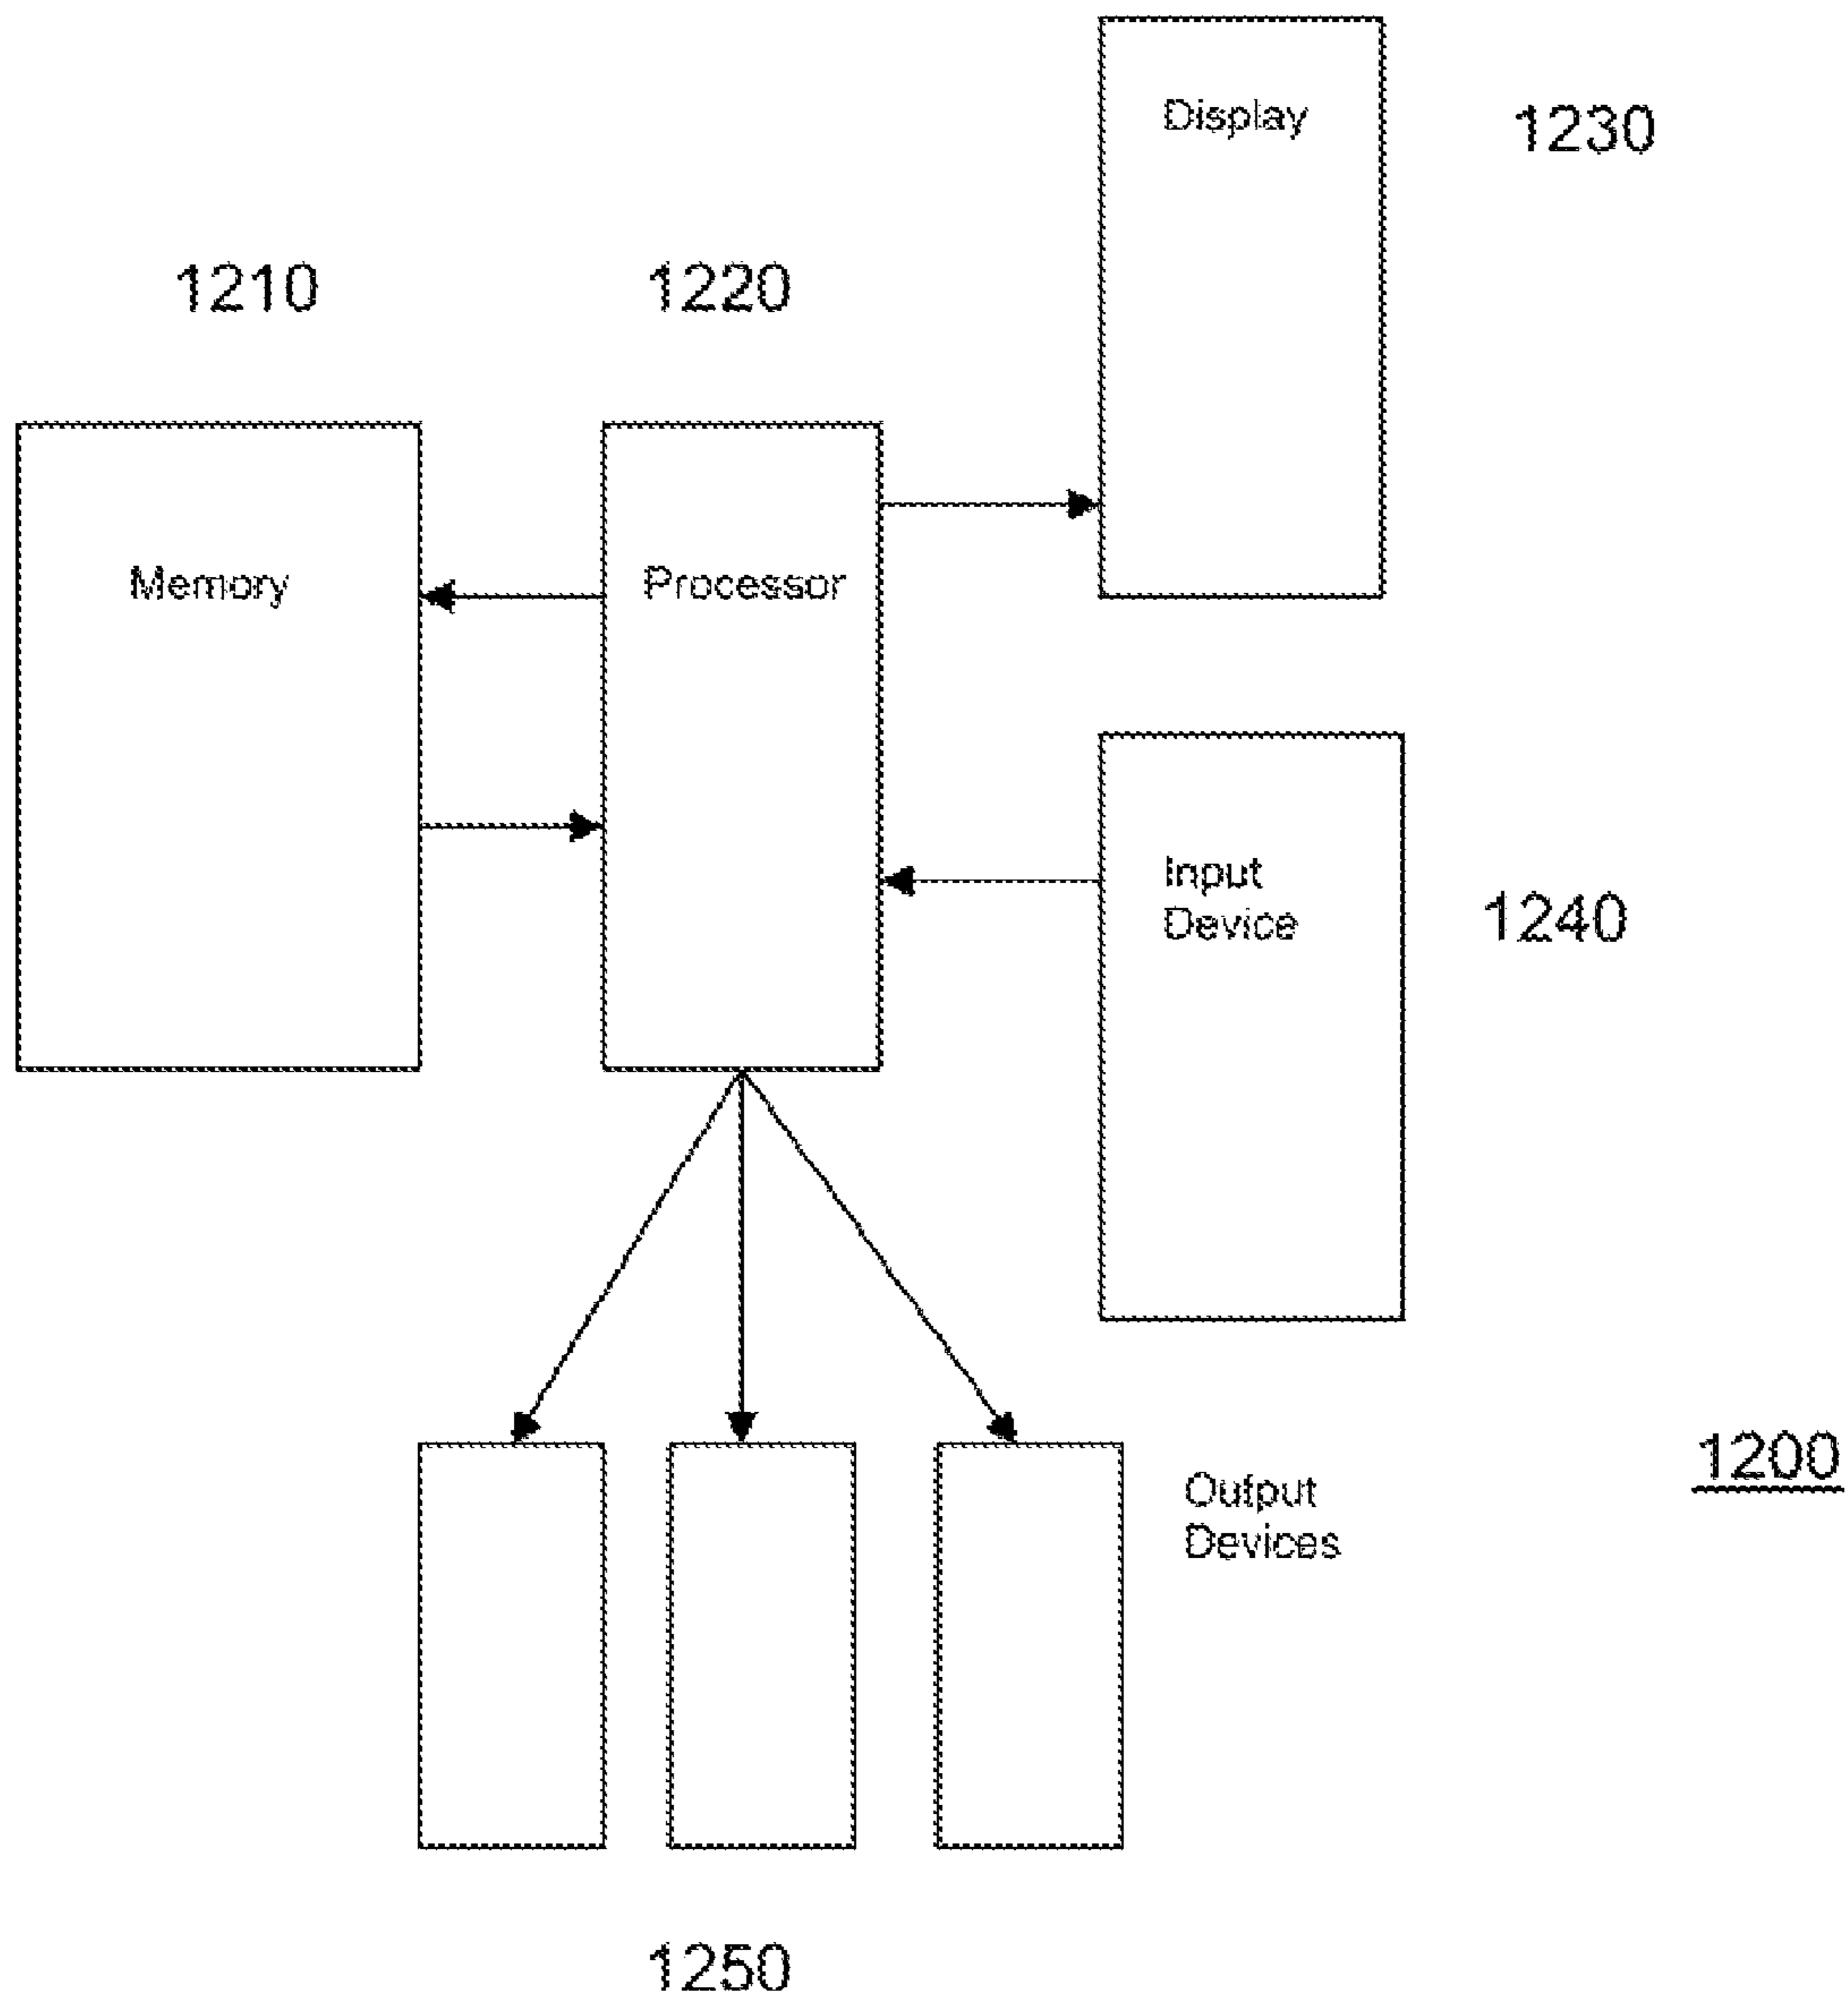 Display
1230
1210
1220
Memory
Processor
Input
Device
1240
1200
Output
Devices
1250